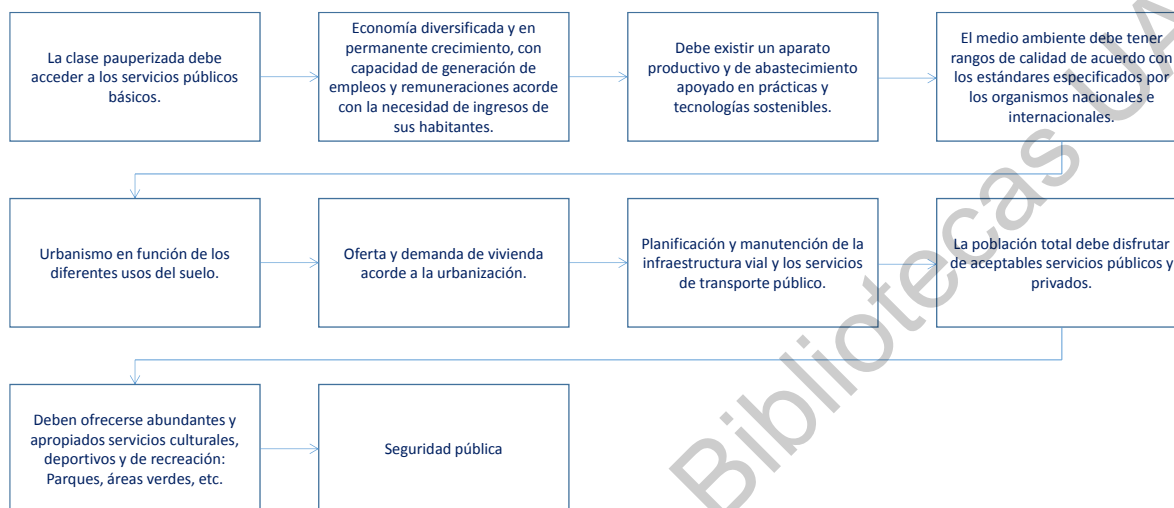 La clase pauperizada debe
acceder a los servicios públicos
básicos.
Economía diversificada y en
permanente crecimiento, con
capacidad de generación de
empleos y remuneraciones acorde
con la necesidad de ingresos de
sus habitantes.
Debe existir un aparato
productivo y de abastecimiento
apoyado en prácticas y
tecnologías sostenibles.
El medio ambiente debe tener
rangos de calidad de acuerdo con
los estándares especificados por
los organismos nacionales e
internacionales.
Urbanismo en función de los
diferentes usos del suelo.
Oferta y demanda de vivienda
acorde a la urbanización.
Planificación y manutención de la
infraestructura vial y los servicios
de transporte público.
La población total debe disfrutar
de aceptables servicios públicos y
privados.
Deben ofrecerse abundantes y
apropiados servicios culturales,
deportivos y de recreación:
Parques, áreas verdes, etc.
Seguridad pública
Bibliotecas UA